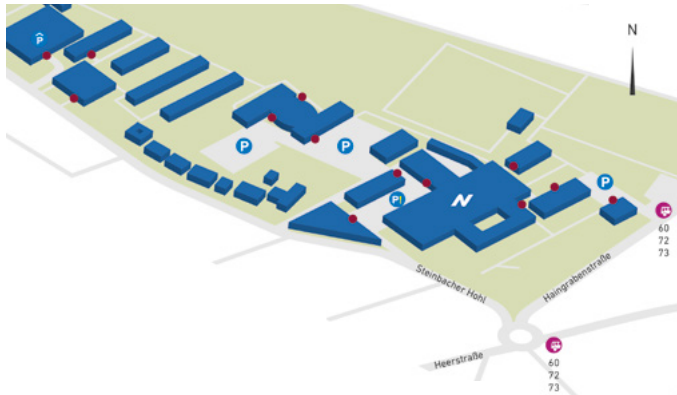 N
P
P
P
P
P!
N
60
72
73
Steinbacher Hohl
Haingrabenstraße
Heerstraße
60
72
73